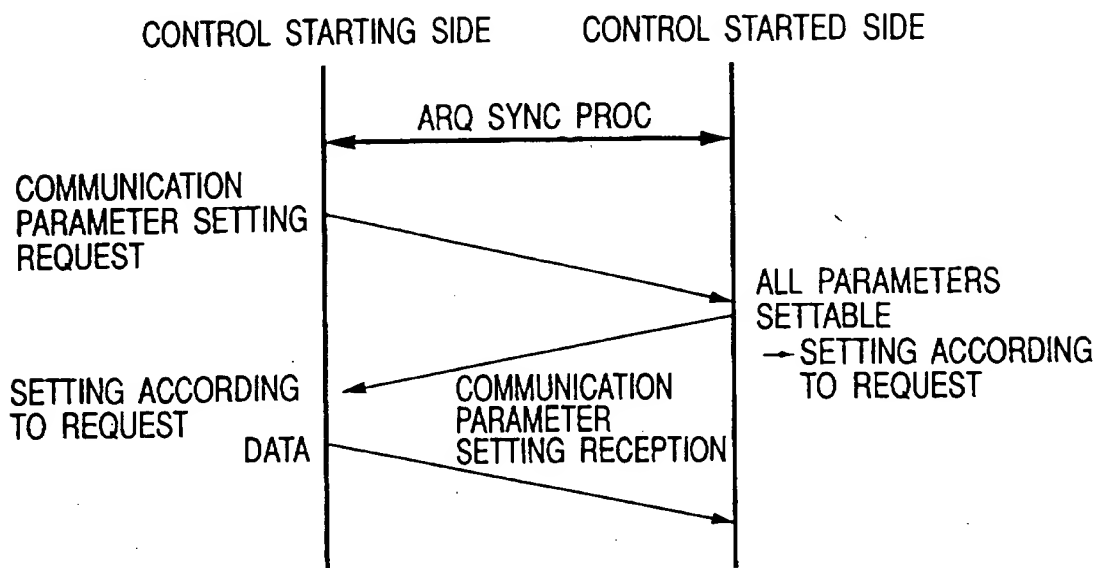 CONTROL STARTING SIDE
CONTROL STARTED SIDE
ARQ SYNC PROC
COMMUNICATION
PARAMETER SETTING
REQUEST
ALL PARAMETERS
SETTABLE
→ SETTING ACCORDING
TO REQUEST
SETTING ACCORDING
TO REQUEST
COMMUNICATION
PARAMETER
SETTING RECEPTION
DATA